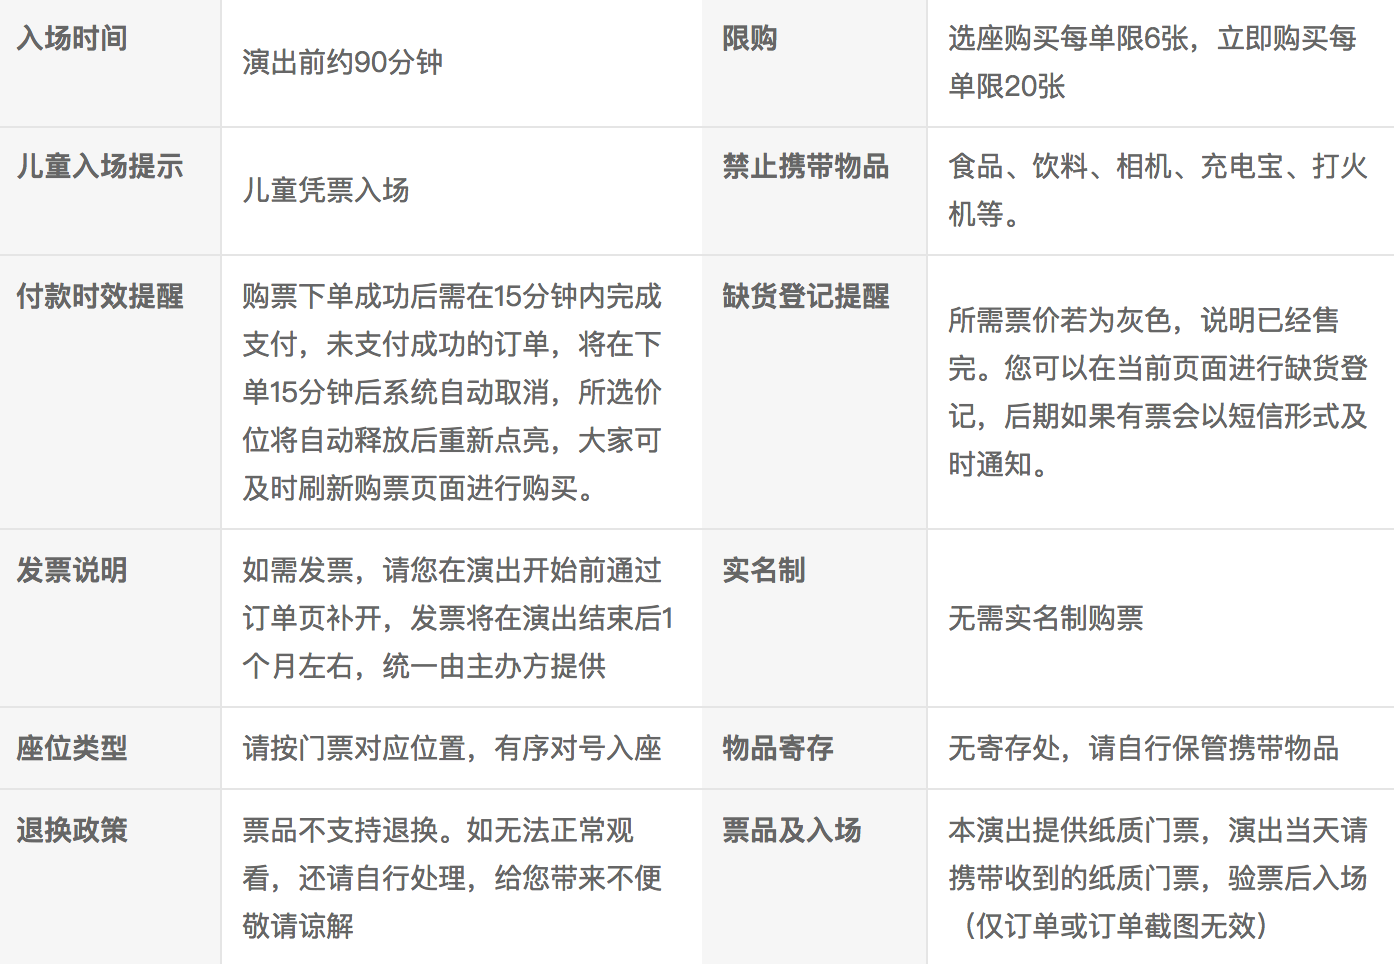 入场时间
演出前约90分钟
限购
选座购买每单限6张，立即购买每
单限20张
儿童入场提示
儿童凭票入场
禁止携带物品
食品、饮料、相机、充电宝、打火
机等。
付款时效提醒
购票下单成功后需在15分钟内完成
支付，未支付成功的订单，将在下
单15分钟后系统自动取消，所选价
位将自动释放后重新点亮，大家可
及时刷新购票页面进行购买。
缺货登记提醒
所需票价若为灰色，说明已经售
完。您可以在当前页面进行缺货登
记，后期如果有票会以短信形式及
时通知。
发票说明
如需发票，请您在演出开始前通过
订单页补开，发票将在演出结束后1
个月左右，统一由主办方提供
实名制
无需实名制购票
座位类型
请按门票对应位置，有序对号入座
物品寄存
无寄存处，请自行保管携带物品
退换政策
票品不支持退换。如无法正常观
看，还请自行处理，给您带来不便
敬请谅解
票品及入场
本演出提供纸质门票，演出当天请
携带收到的纸质门票，验票后入场
（仅订单或订单截图无效）